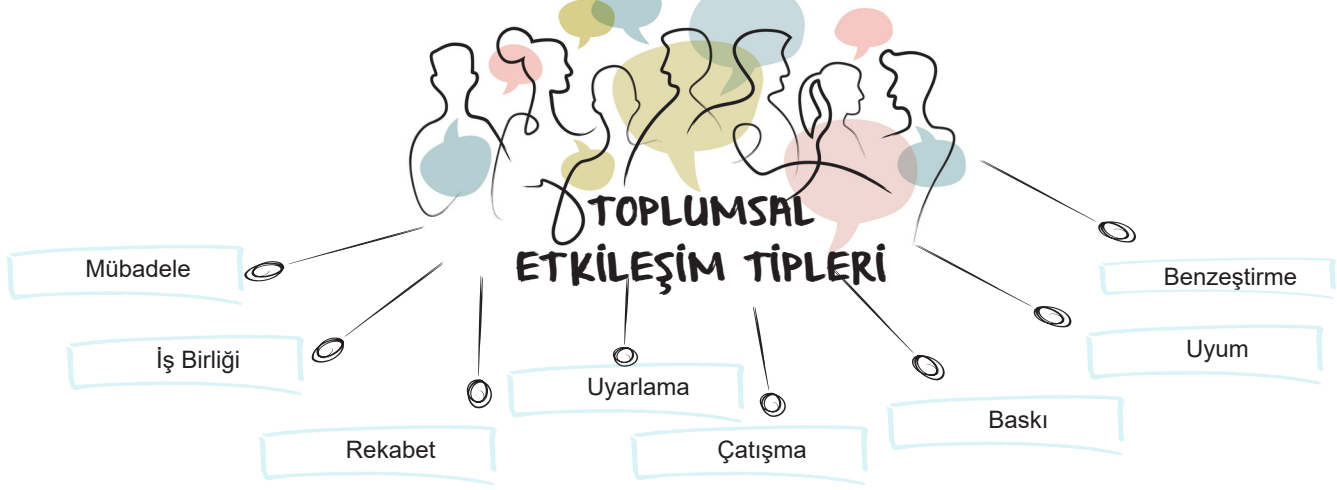 TOPLUMSAL
ETKİLEŞİM TİPLERİ
Mübadele
İş Birliği
Rekabet
Uyarlama
Çatışma
Baskı
Uyum
Benzeştirme